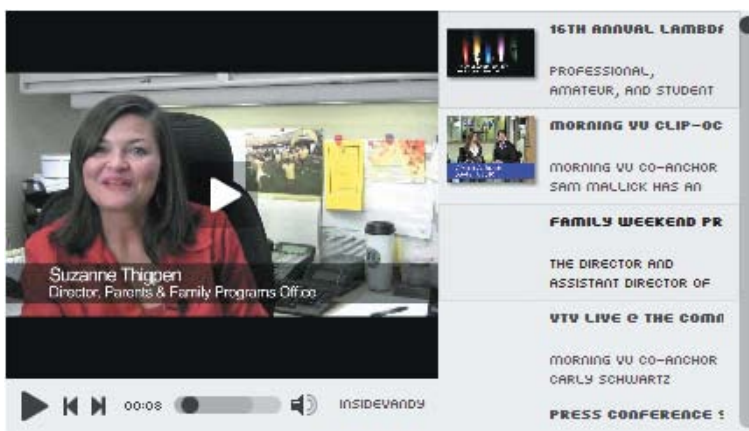 Suzanne Thigpen
Director, Parents & Family Programs Office
00:08
INSIDEVANDY
16TH ANNUAL LAMBDA
PROFESSIONAL,
AMATEUR, AND STUDENT
MORNING VU CLIP-OC
MORNING VU CO-ANCHOR
SAM MALLICK HAS AN
FAMILY WEEKEND PR
THE DIRECTOR AND
ASSISTANT DIRECTOR OF
VTV LIVE @ THE COMM
MORNING VU CO-ANCHOR
CARLY SCHWARTZ
PRESS CONFERENCE S